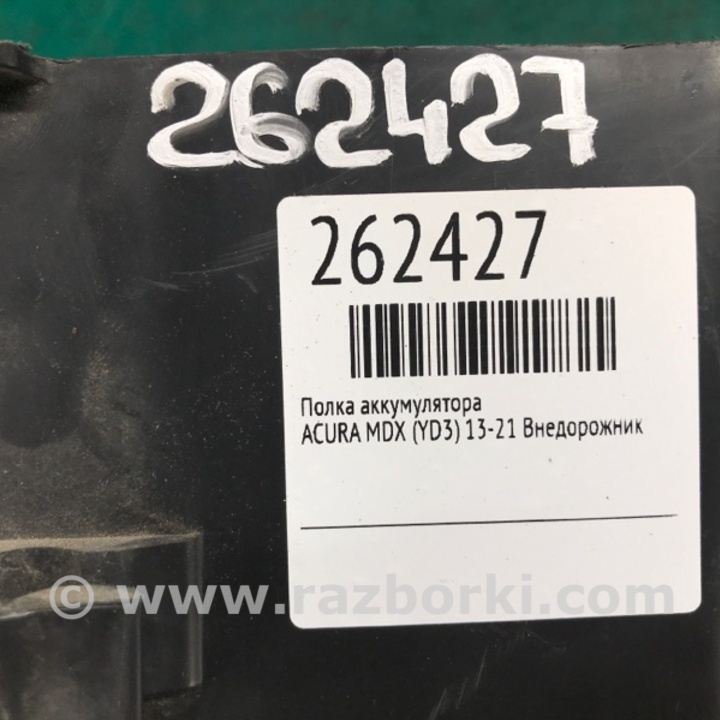 262427
262427
Полка аккумулятора
ACURA MDX (YD3) 13-21 Внедорожник
© www.razborki.com